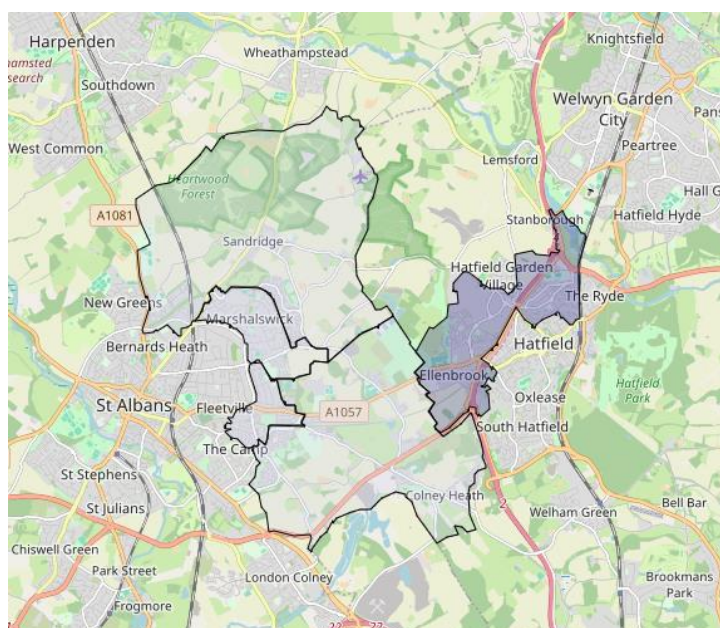 Harpenden
Wheathampstead
Knightsfield
hamsted
search
Southdown
Welwyn Garden
City
Pans
West Common
Peartree
Lemsford
Heartwood
Forest
Hall G
A1081
Stanborough
Hatfield Hyde
Sandridge
Hatfield Garden
Village
New Greens
Marshalswick
The Ryde
Bernards Heath
Hatfield
Ellenbrook
Hatfield
Park
St Albans
Fleetville
Oxlease
A1057
South Hatfield
The Camp
St Stephens
Colney Heath
2
St Julians
Welham Green
Bell Bar
Chiswell Green
Park Street
London Colney
Brookmans
Park
Frogmore